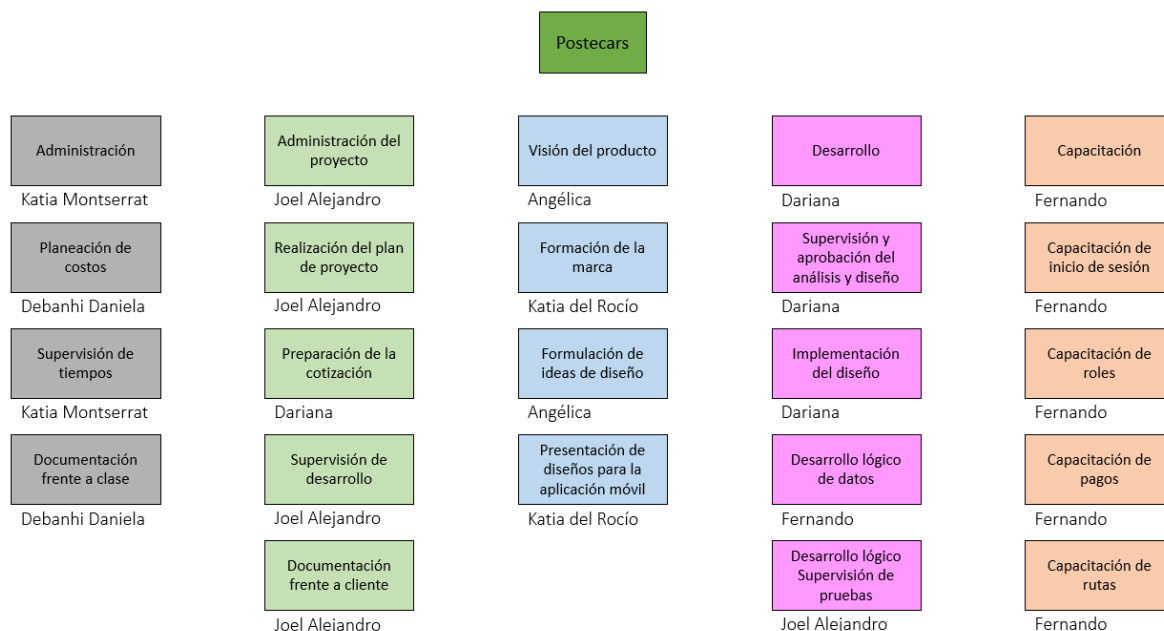 Postecars
Administración
Katia Montserrat
Planeación de
costos
Debanhi Daniela
Supervisión de
tiempos
Katia Montserrat
Documentación
frente a clase
Debanhi Daniela
Administración del
proyecto
Joel Alejandro
Realización del plan
de proyecto
Joel Alejandro
Preparación de la
cotización
Dariana
Supervisión de
desarrollo
Joel Alejandro
Documentación
frente a cliente
Joel Alejandro
Visión del producto
Angélica
Formación de la
marca
Katia del Rocío
Formulación de
ideas de diseño
Angélica
Presentación de
diseños para la
aplicación móvil
Katia del Rocío
Desarrollo
Dariana
Supervisión y
aprobación del
análisis y diseño
Dariana
Implementación
del diseño
Dariana
Desarrollo lógico
de datos
Fernando
Desarrollo lógico
Supervisión de
pruebas
Joel Alejandro
Capacitación
Fernando
Capacitación de
inicio de sesión
Fernando
Capacitación de
roles
Fernando
Capacitación de
pagos
Fernando
Capacitación de
rutas
Fernando